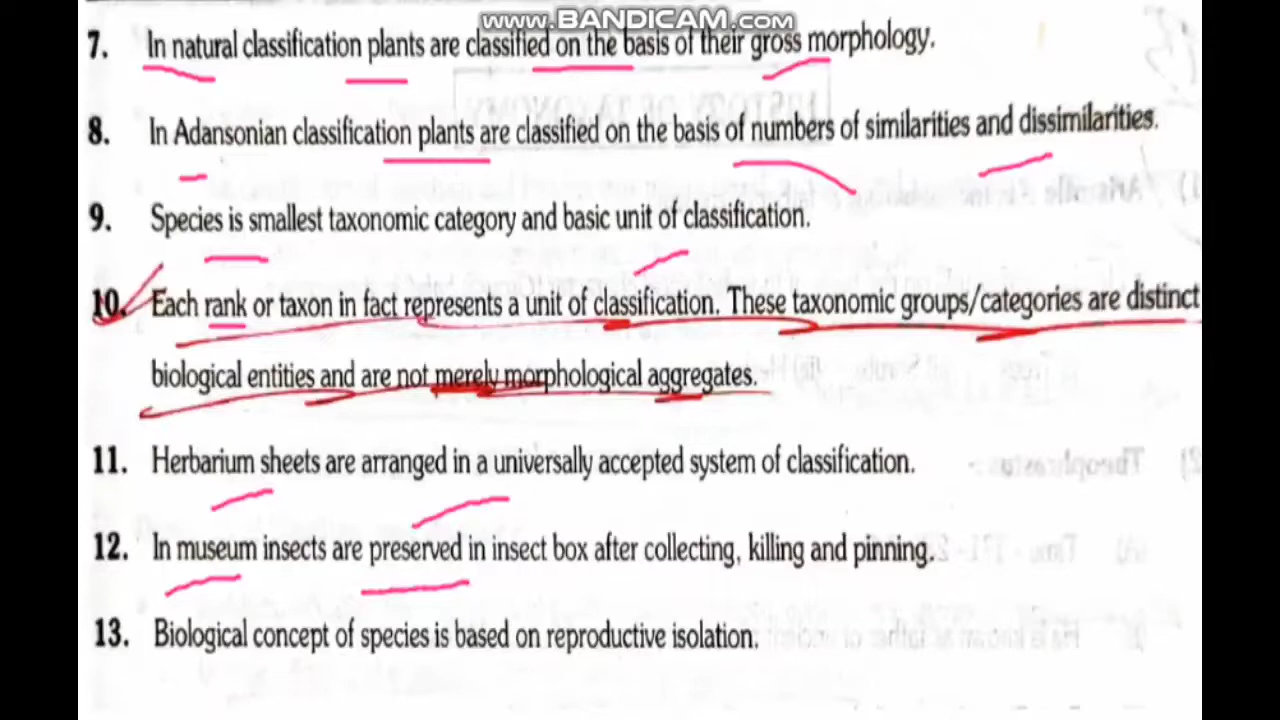 www.BANDICAM.com
7. In natural classification plants are classified on the basis of their gross morphology.
8. In Adansonian classification plants are classified on the basis of numbers of similarities and dissimilarities.
9. Species is smallest taxonomic category and basic unit of classification.
10. Each rank or taxon in fact represents a unit of classification. These taxonomic groups/categories are distinct
biological entities and are not merely morphological aggregates.
11. Herbarium sheets are arranged in a universally accepted system of classification.
12. In museum insects are preserved in insect box after collecting, killing and pinning.
13. Biological concept of species is based on reproductive isolation.